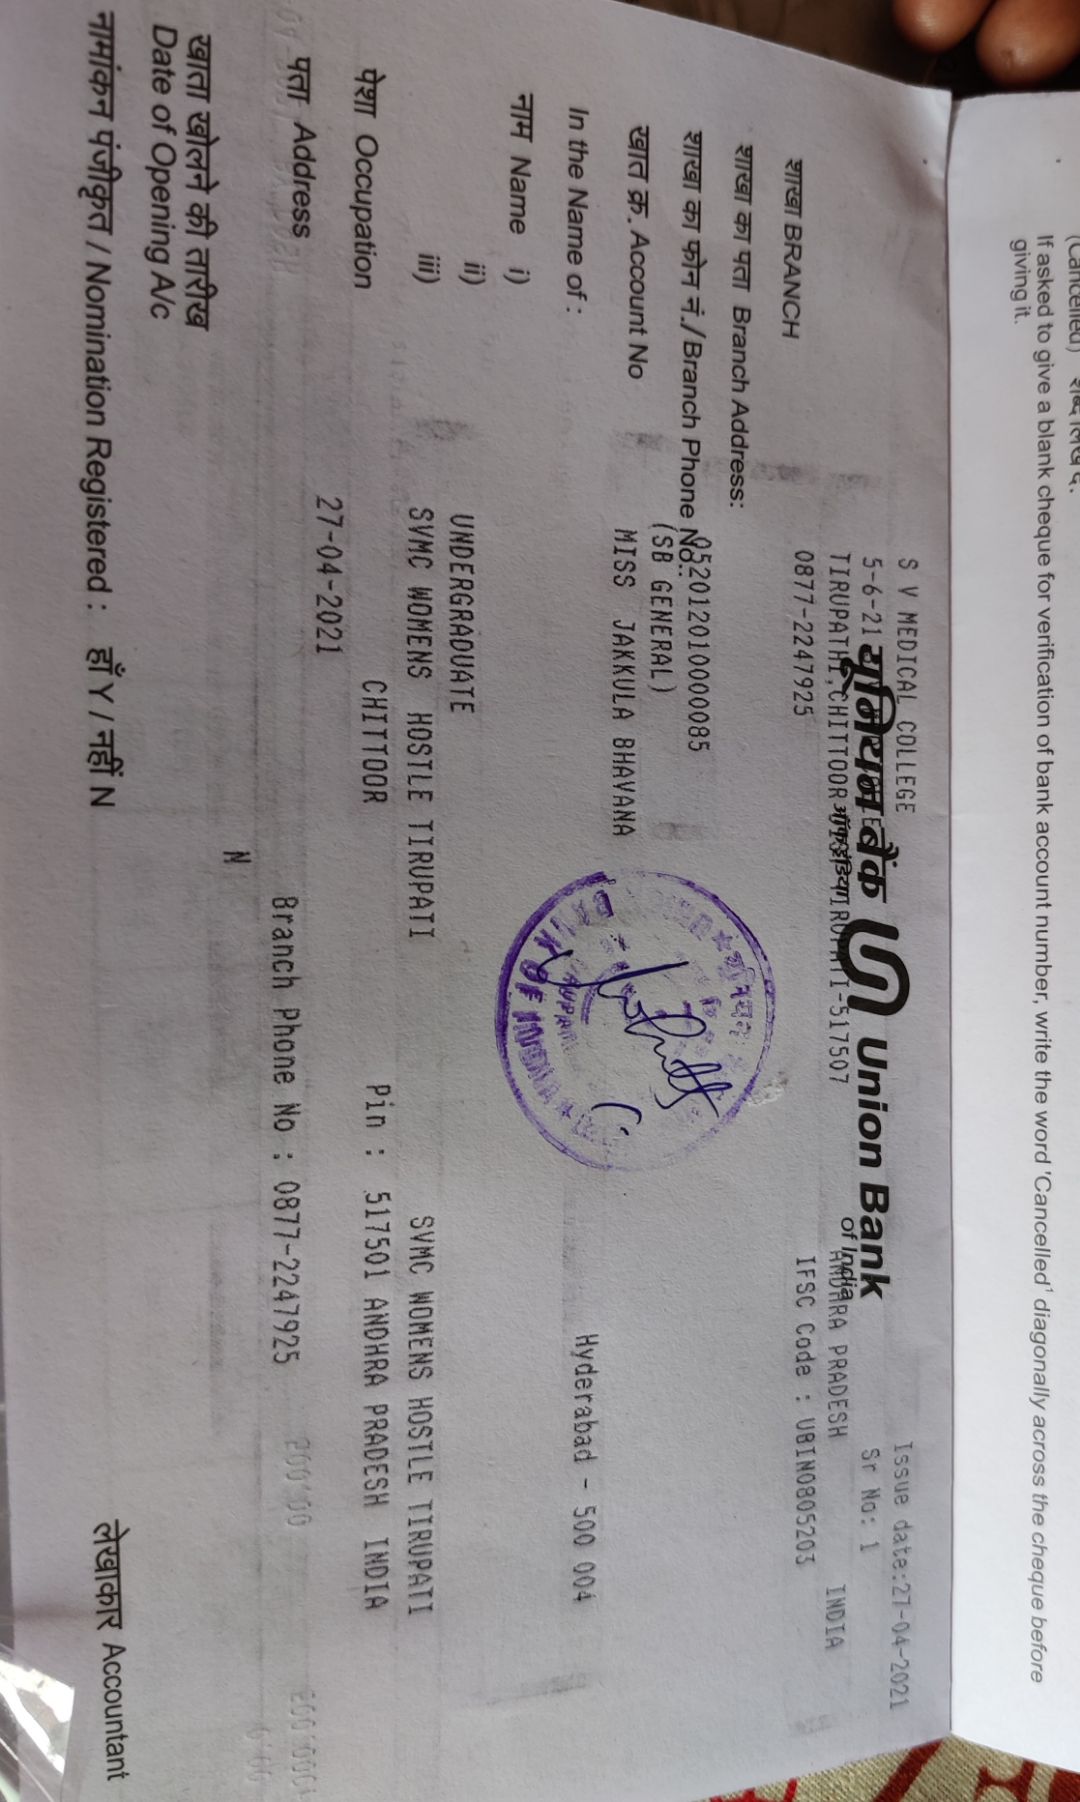 (Cancelled) शब्द लिख दें.
If asked to give a blank cheque for verification of bank account number, write the word 'Cancelled' diagonally across the cheque before
giving it.
S V MEDICAL COLLEGE Issue date:27-04-2021
5-6-21 Sr No: 1
यूनियन बैंक Union Bank
ऑफ इंडिया of India
TIRUPATHI,CHITTOOR TIRUPATI-517507 ANDHRA PRADESH INDIA
शाखा BRANCH 0877-2247925 IFSC Code : UBIN0805203
शाखा का पता Branch Address:
शाखा का फोन नं./Branch Phone No.: 052012010000085
खात क्र. Account No (SB GENERAL)
MISS JAKKULA BHAVANA
In the Name of : Hyderabad - 500 004
नाम Name i)
ii)
iii)
UNDERGRADUATE
SVMC WOMENS HOSTLE TIRUPATI SVMC WOMENS HOSTLE TIRUPATI
पेशा Occupation
CHITTOOR Pin : 517501 ANDHRA PRADESH INDIA
पता Address
27-04-2021
Branch Phone No : 0877-2247925
N
खाता खोलने की तारीख
Date of Opening A/c
नामांकन पंजीकृत / Nomination Registered : हाँ Y / नहीं N
लेखाकार Accountant